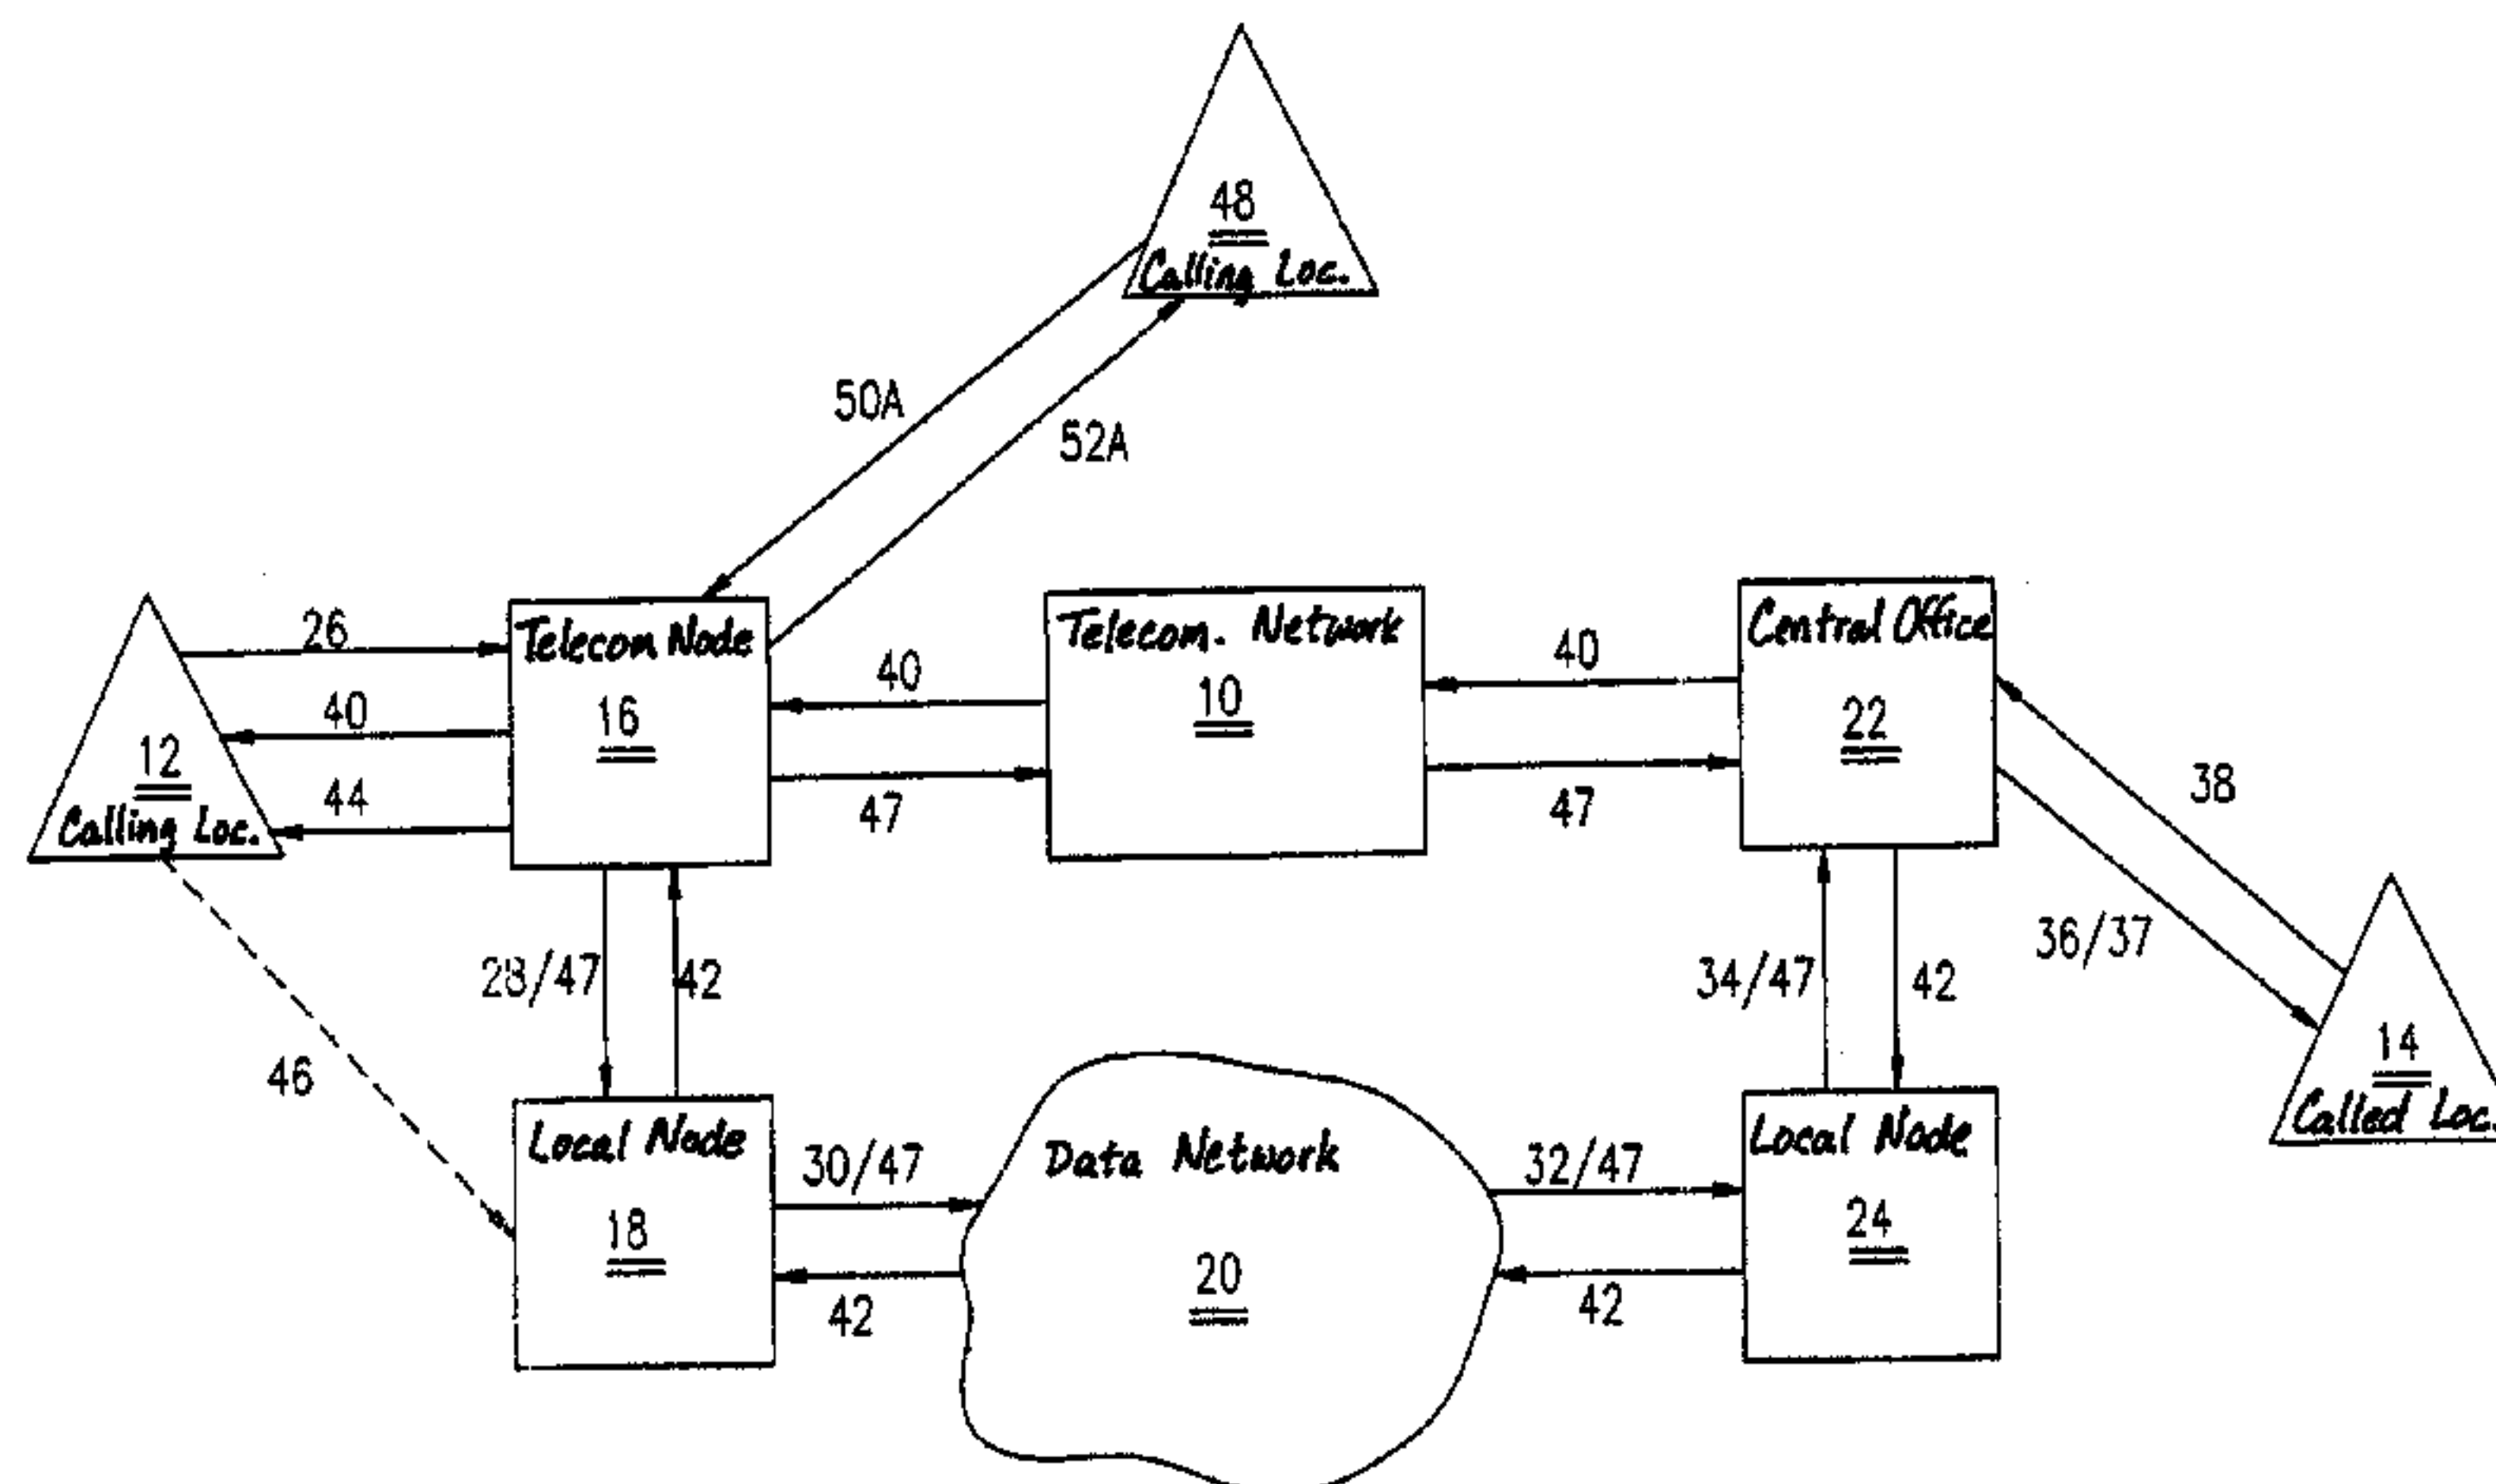 48
Calling Loc.
50A
52A
26
40
44
12
Calling Loc.
Telecom Node
16
40
47
Telecom. Network
10
40
47
Central Office
22
38
36/37
14
Called Loc.
28/47
42
34/47
42
46
Local Node
18
30/47
42
Data Network
20
32/47
42
Local Node
24